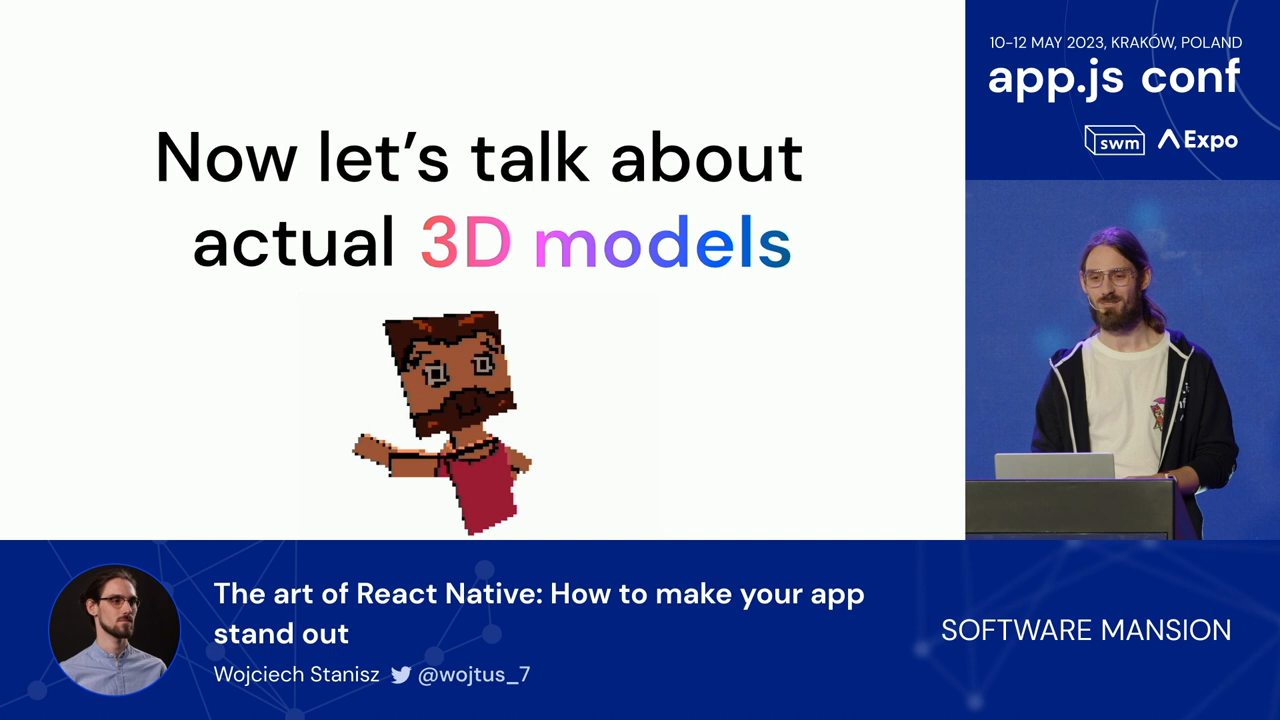 Now let's talk about
actual 3D models
10-12 MAY 2023, KRAKÓW, POLAND
app.js conf
swm
Expo
The art of React Native: How to make your app
stand out
Wojciech Stanisz @wojtus_7
SOFTWARE MANSION